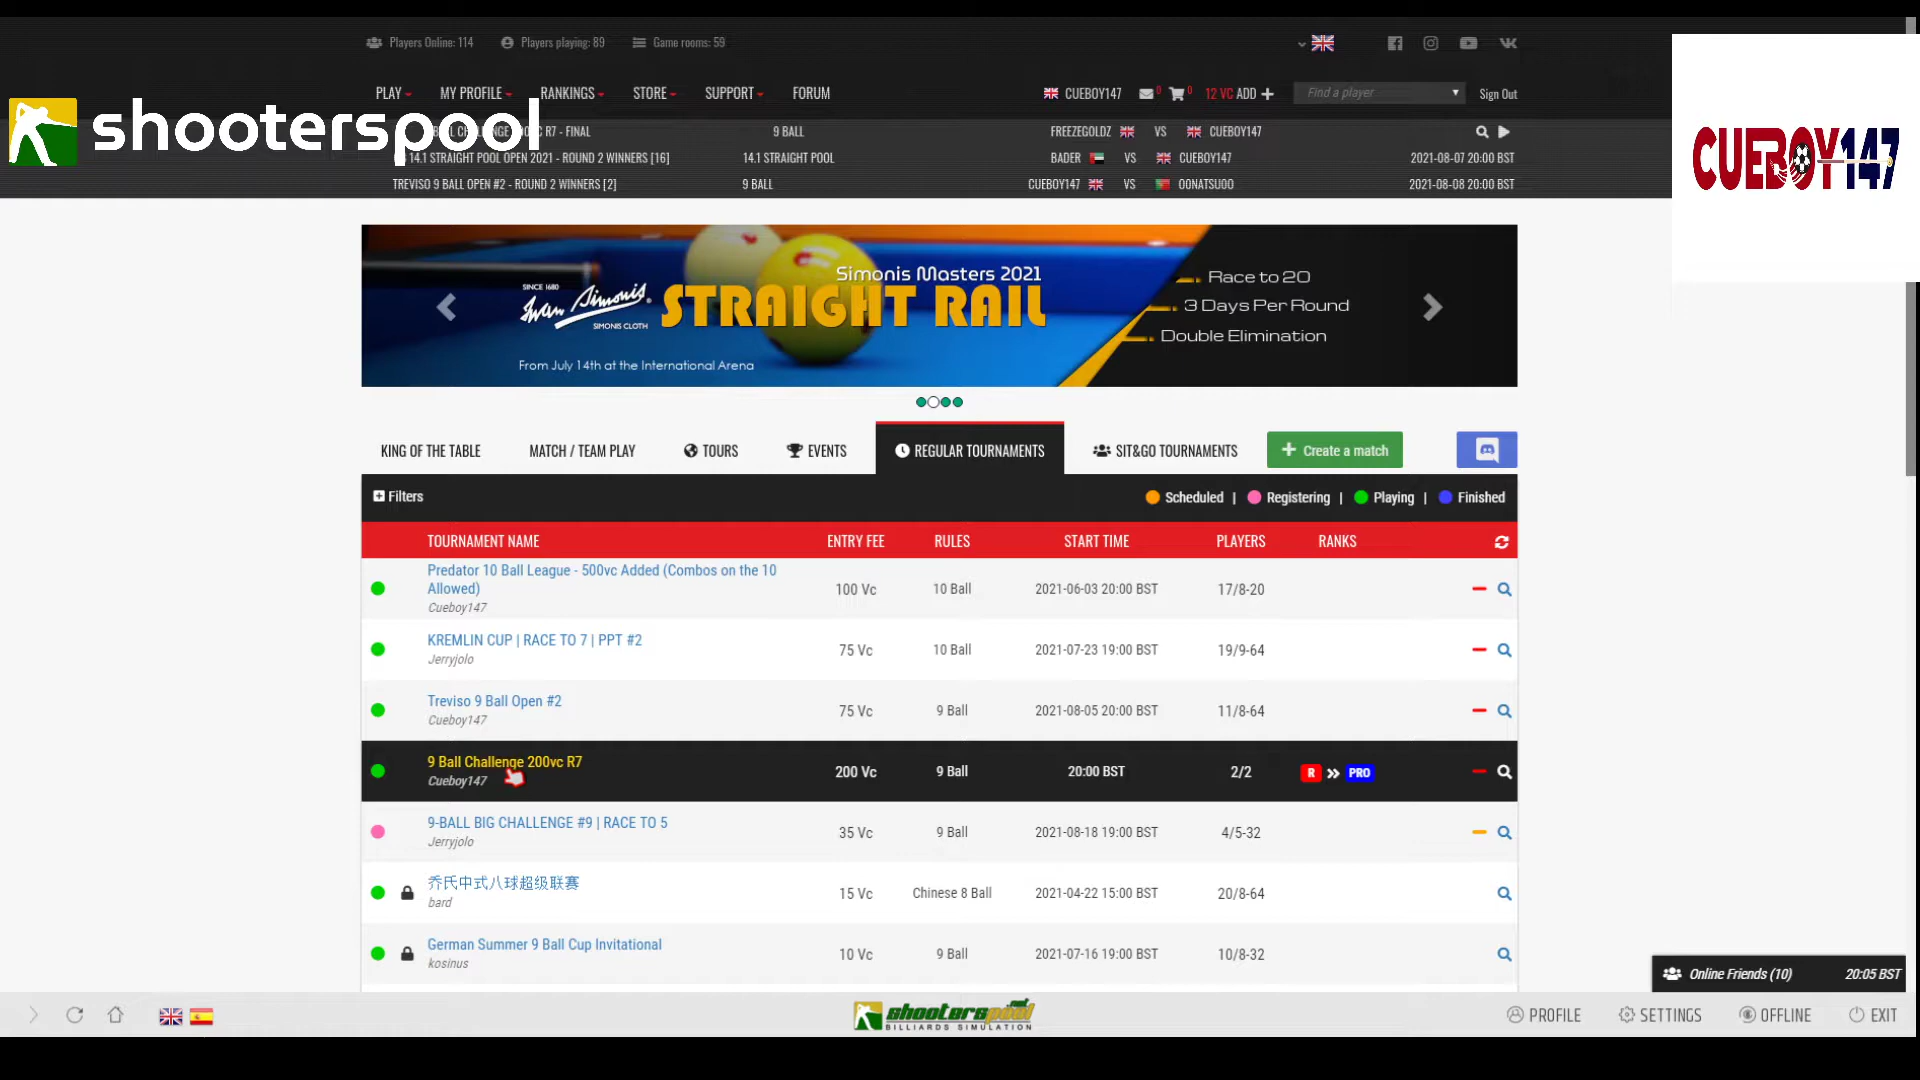 Players Online: 114
Players playing: 89
Game rooms: 59
PLAY
MY PROFILE
RANKINGS
STORE
SUPPORT
FORUM
CUEBOY147
0
0
12 VC ADD
Find a player
Sign Out
shooterspool
R7 - FINAL
9 BALL
FREEZEGOLDZ VS CUEBOY147
14.1 STRAIGHT POOL OPEN 2021 - ROUND 2 WINNERS [16]
14.1 STRAIGHT POOL
BADER VS CUEBOY147
2021-08-07 20:00 BST
TREVISO 9 BALL OPEN #2 - ROUND 2 WINNERS [2]
9 BALL
CUEBOY147 VS OONATSUOO
2021-08-08 20:00 BST
CUEBOY147
SINCE 1680
Iwan Simonis
SIMONIS CLOTH
Simonis Masters 2021
STRAIGHT RAIL
From July 14th at the International Arena
Race to 20
3 Days Per Round
Double Elimination
KING OF THE TABLE
MATCH / TEAM PLAY
TOURS
EVENTS
REGULAR TOURNAMENTS
SIT&GO TOURNAMENTS
Create a match
Filters
Scheduled | Registering | Playing | Finished
TOURNAMENT NAME ENTRY FEE RULES START TIME PLAYERS RANKS
Predator 10 Ball League - 500vc Added (Combos on the 10
Allowed)
Cueboy147
100 Vc 10 Ball 2021-06-03 20:00 BST 17/8-20
KREMLIN CUP | RACE TO 7 | PPT #2
Jerryjolo
75 Vc 10 Ball 2021-07-23 19:00 BST 19/9-64
Treviso 9 Ball Open #2
Cueboy147
75 Vc 9 Ball 2021-08-05 20:00 BST 11/8-64
9 Ball Challenge 200vc R7
Cueboy147
200 Vc 9 Ball 20:00 BST 2/2 R PRO
9-BALL BIG CHALLENGE #9 | RACE TO 5
Jerryjolo
35 Vc 9 Ball 2021-08-18 19:00 BST 4/5-32
乔氏中式八球超级联赛
bard
15 Vc Chinese 8 Ball 2021-04-22 15:00 BST 20/8-64
German Summer 9 Ball Cup Invitational
kosinus
10 Vc 9 Ball 2021-07-16 19:00 BST 10/8-32
Online Friends (10) 20:05 BST
shooterspool
BILLIARDS SIMULATION
PROFILE
SETTINGS
OFFLINE
EXIT